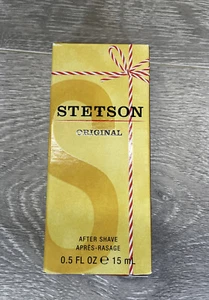 STETSON
ORIGINAL
AFTER SHAVE
APRÈS-RASAGE
0.5 FL OZ ℮ 15 mL